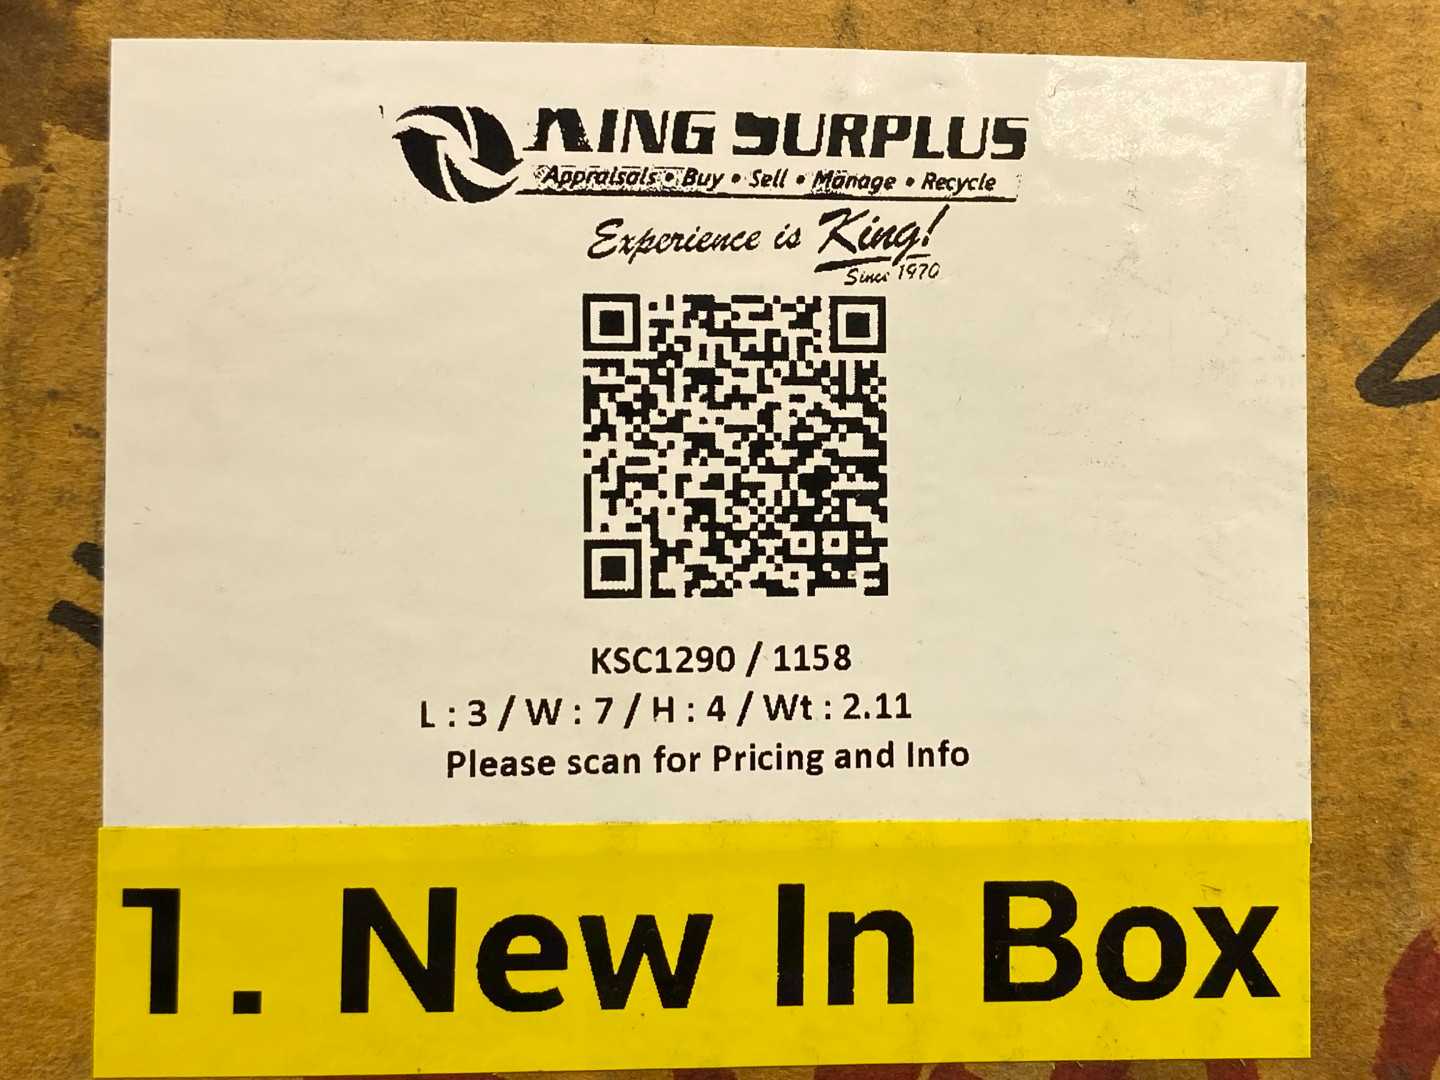 KING SURPLUS
Appraisals • Buy • Sell • Manage • Recycle
Experience is King!
Since 1970
KSC1290 / 1158
L : 3 / W : 7 / H : 4 / Wt : 2.11
Please scan for Pricing and Info
1. New In Box